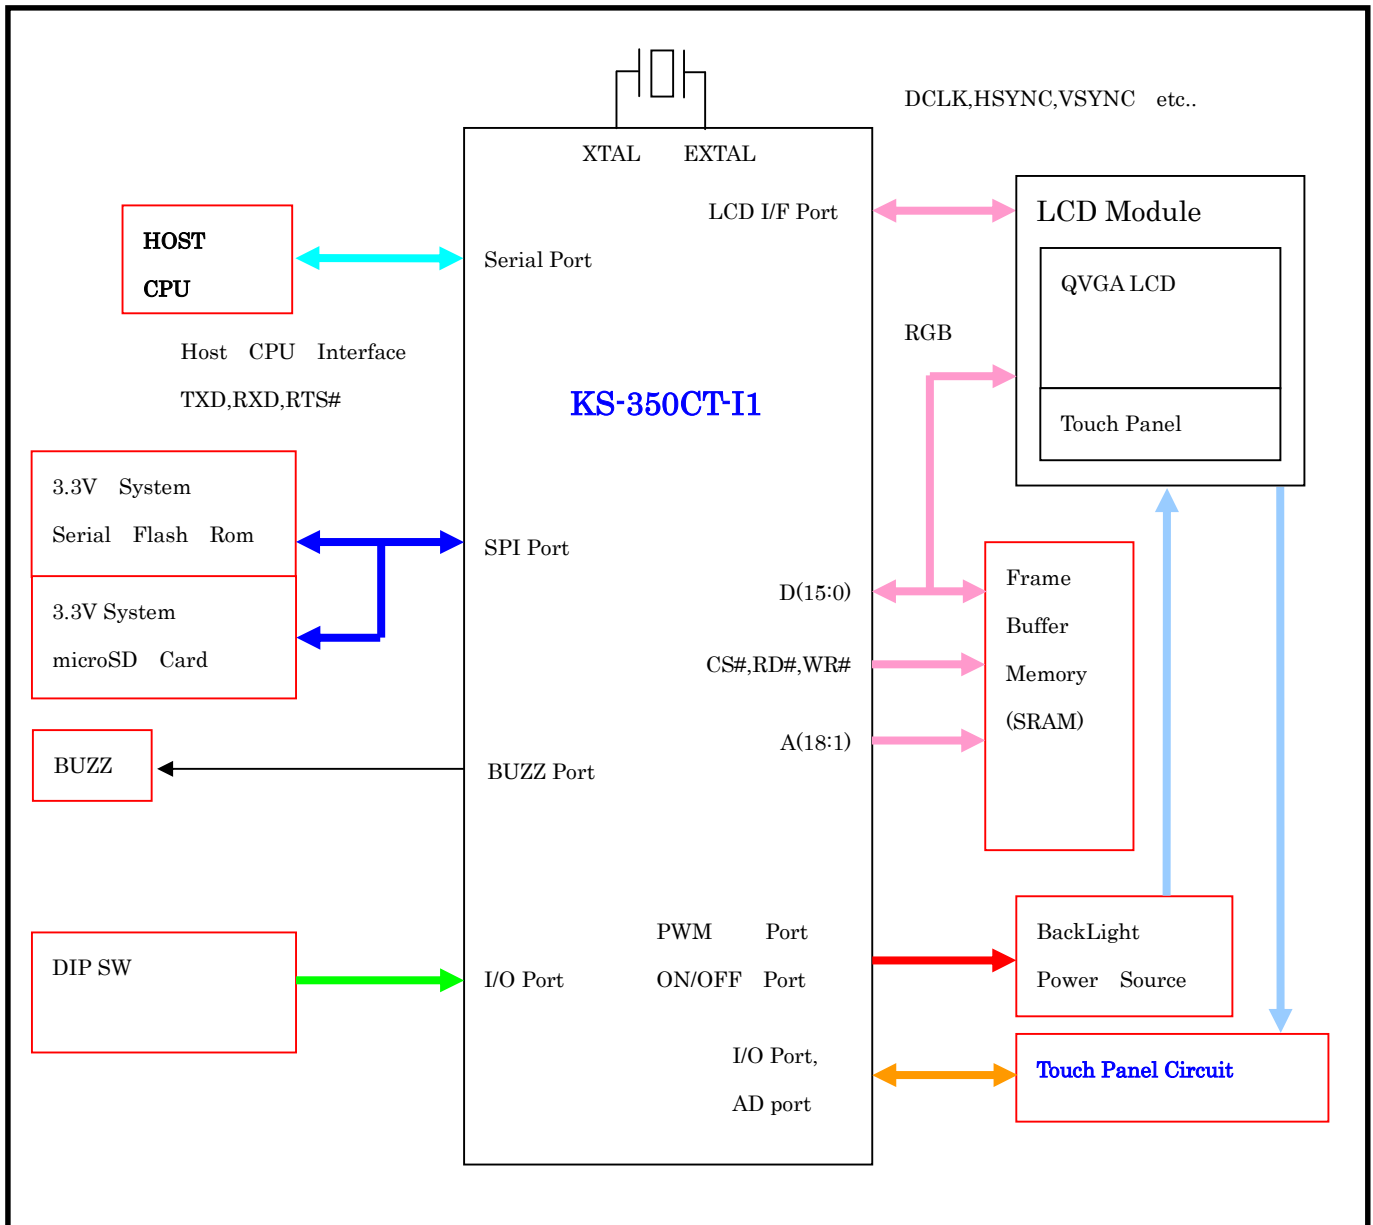 DCLK,HSYNC,VSYNC etc..
XTAL EXTAL
LCD I/F Port
LCD Module
HOST
CPU
Serial Port
QVGA LCD
RGB
Host CPU Interface
TXD,RXD,RTS#
KS-350CT-I1
Touch Panel
3.3V System
Serial Flash Rom
SPI Port
3.3V System
microSD Card
D(15:0)
CS#,RD#,WR#
A(18:1)
Frame
Buffer
Memory
(SRAM)
BUZZ
BUZZ Port
DIP SW
I/O Port
PWM Port
ON/OFF Port
BackLight
Power Source
I/O Port,
AD port
Touch Panel Circuit